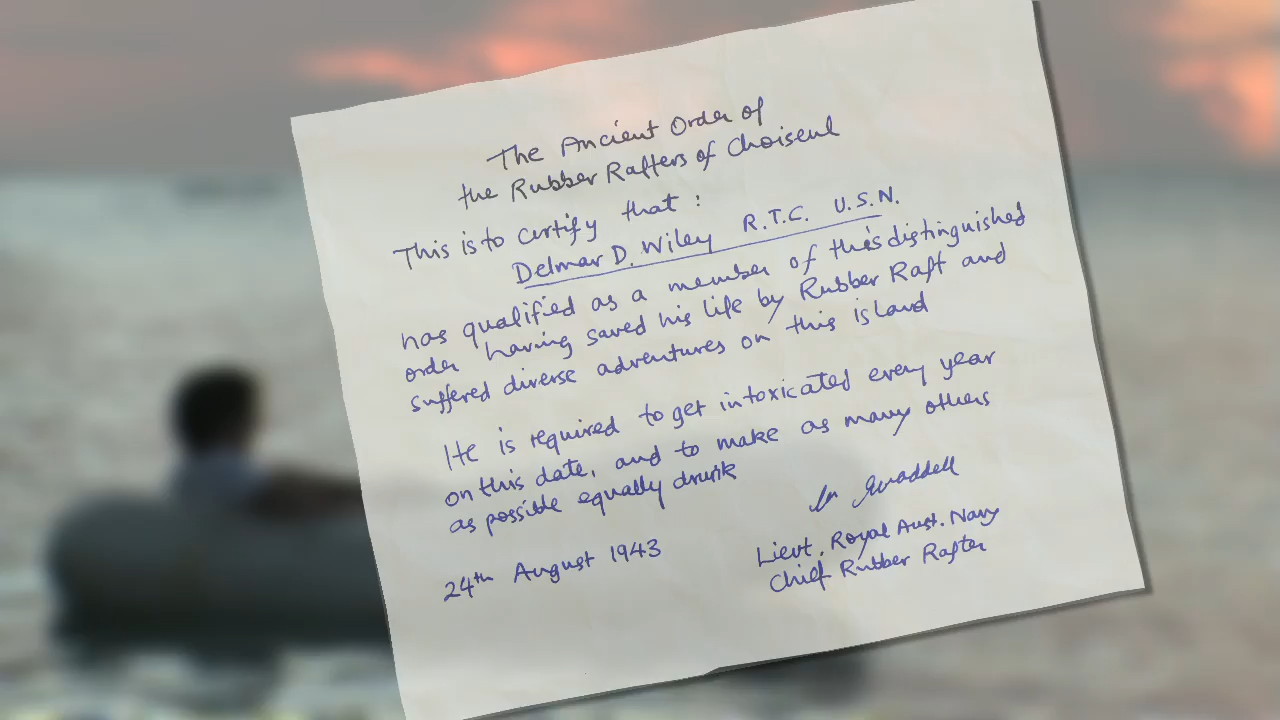 The Ancient Order of
the Rubber Rafters of Choiseul
This is to certify that :
Delmar D. Wiley R.T.C. U.S.N.
has qualified as a member of this distinguished
order having saved his life by Rubber Raft and
suffered diverse adventures on this island
He is required to get intoxicated every year
on this date, and to make as many others
as possible equally drunk
Waddell
24th August 1943
Lieut. Royal Aust. Navy
Chief Rubber Rafter